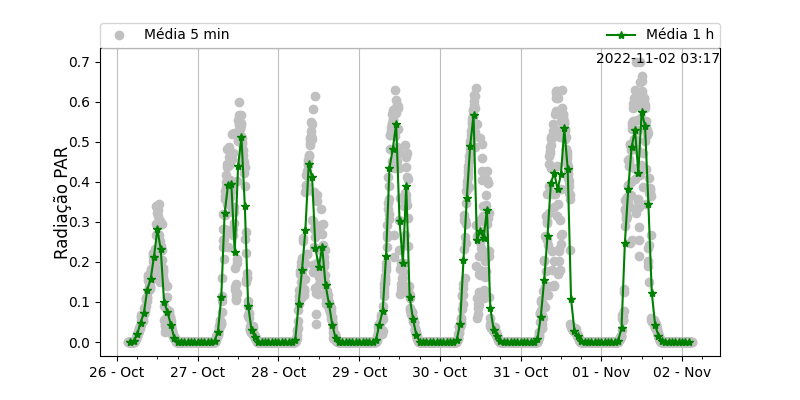 Média 5 min
Média 1 h
2022-11-02 03:17
Radiação PAR
0.7
0.6
0.5
0.4
0.3
0.2
0.1
0.0
26 - Oct
27 - Oct
28 - Oct
29 - Oct
30 - Oct
31 - Oct
01 - Nov
02 - Nov